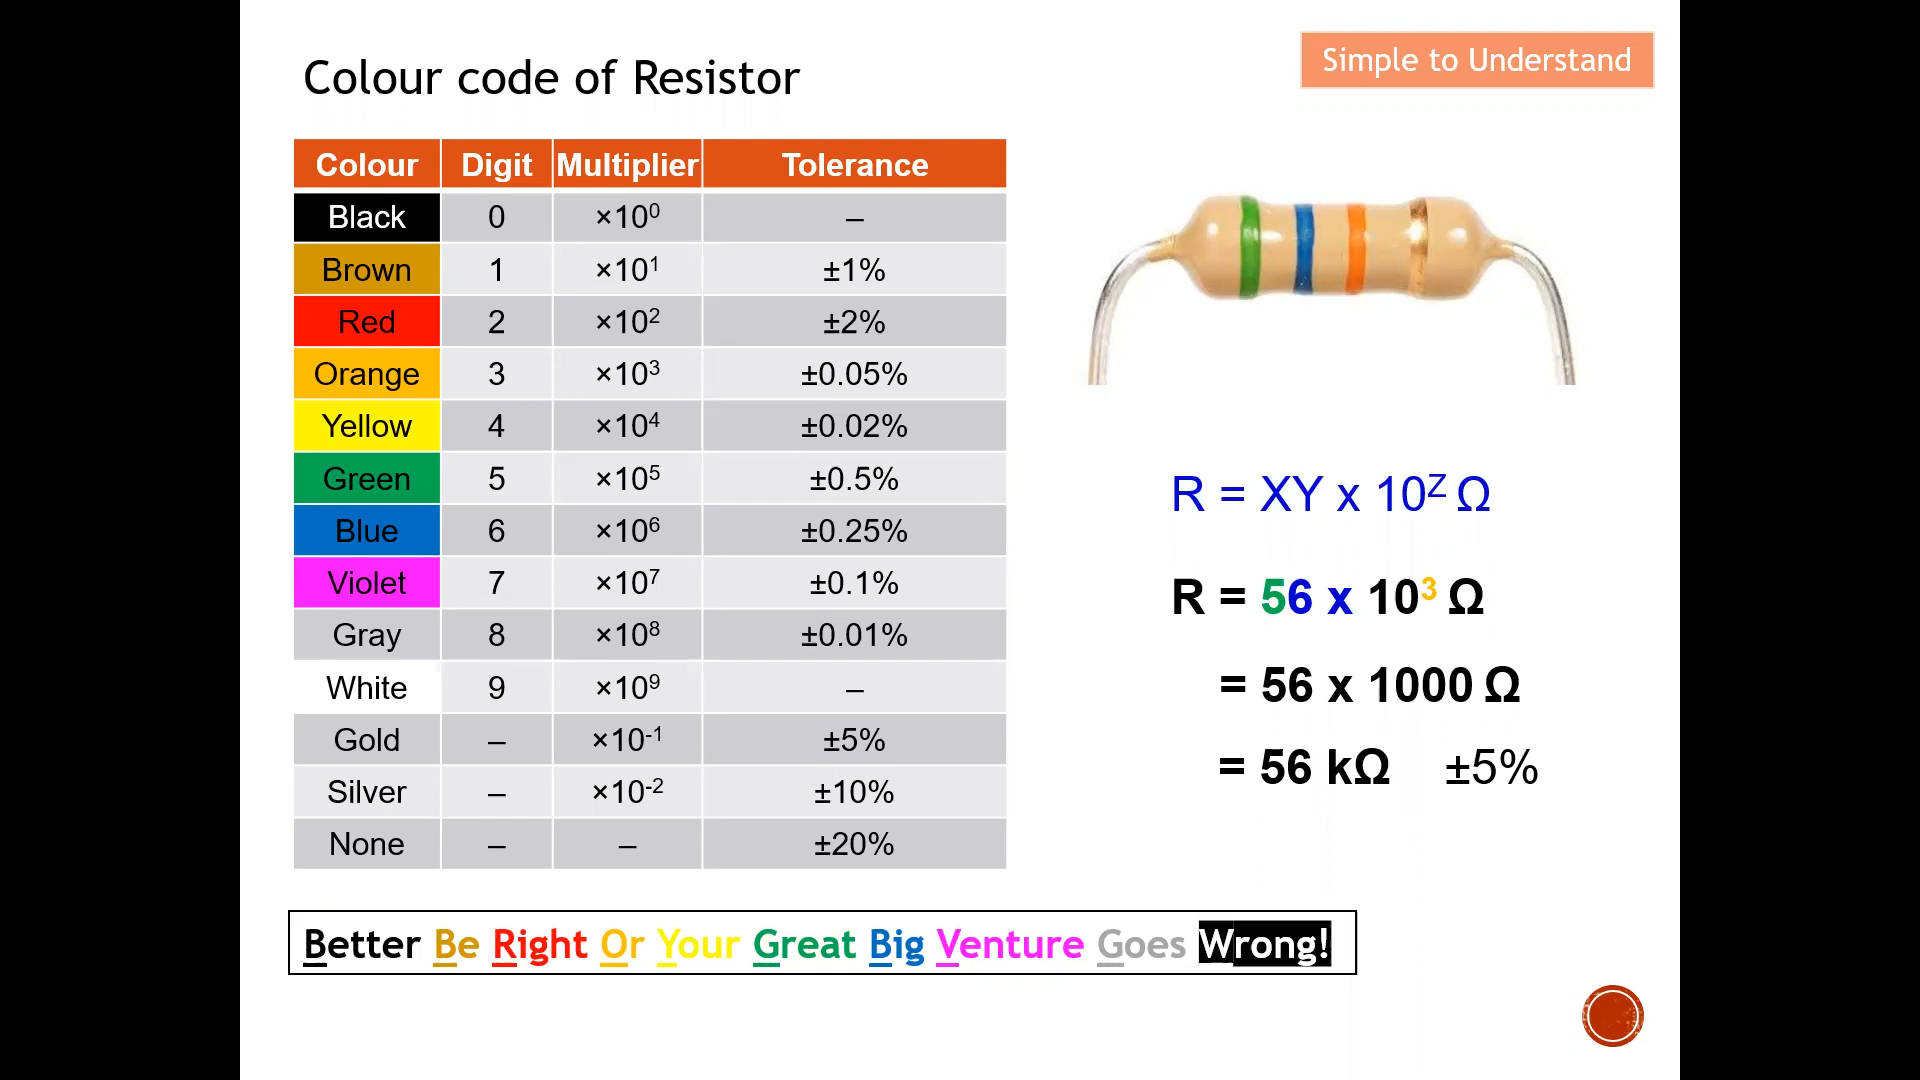 Colour code of Resistor
Simple to Understand
Colour Digit Multiplier Tolerance
Black 0 ×10⁰ –
Brown 1 ×10¹ ±1%
Red 2 ×10² ±2%
Orange 3 ×10³ ±0.05%
Yellow 4 ×10⁴ ±0.02%
Green 5 ×10⁵ ±0.5%
Blue 6 ×10⁶ ±0.25%
Violet 7 ×10⁷ ±0.1%
Gray 8 ×10⁸ ±0.01%
White 9 ×10⁹ –
Gold – ×10⁻¹ ±5%
Silver – ×10⁻² ±10%
None – – ±20%
R = XY x 10ᶻ Ω
R = 56 x 10³ Ω
= 56 x 1000 Ω
= 56 kΩ ±5%
Better Be Right Or Your Great Big Venture Goes Wrong!